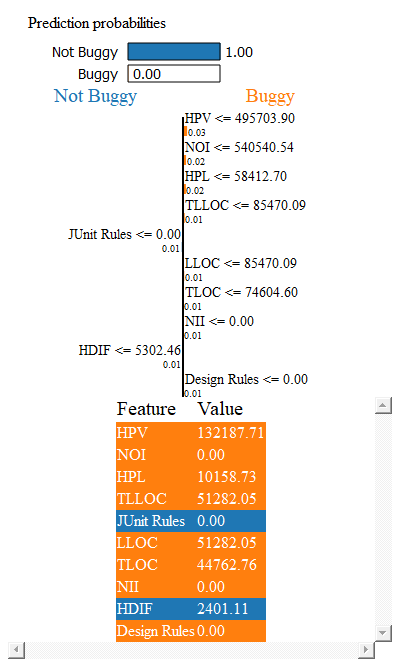 Prediction probabilities
Not Buggy 1.00
Buggy 0.00
Not Buggy Buggy
HPV <= 495703.90
0.03
NOI <= 540540.54
0.02
HPL <= 58412.70
0.02
TLLOC <= 85470.09
0.01
JUnit Rules <= 0.00
0.01
LLOC <= 85470.09
0.01
TLOC <= 74604.60
0.01
NII <= 0.00
0.01
HDIF <= 5302.46
0.01
Design Rules <= 0.00
0.01
Feature Value
HPV 132187.71
NOI 0.00
HPL 10158.73
TLLOC 51282.05
JUnit Rules 0.00
LLOC 51282.05
TLOC 44762.76
NII 0.00
HDIF 2401.11
Design Rules 0.00